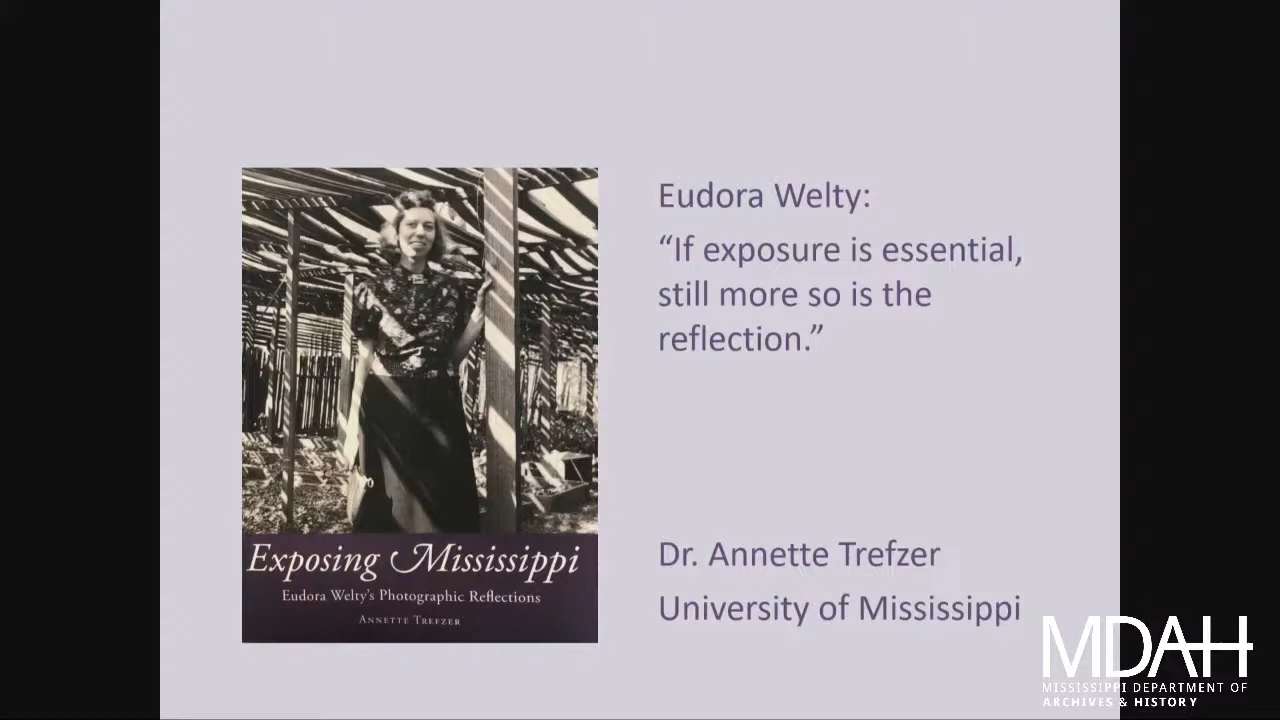 Exposing Mississippi
Eudora Welty's Photographic Reflections
Annette Trefzer
Eudora Welty:
“If exposure is essential,
still more so is the
reflection.”
Dr. Annette Trefzer
University of Mississippi
MDAH
MISSISSIPPI DEPARTMENT OF
ARCHIVES & HISTORY